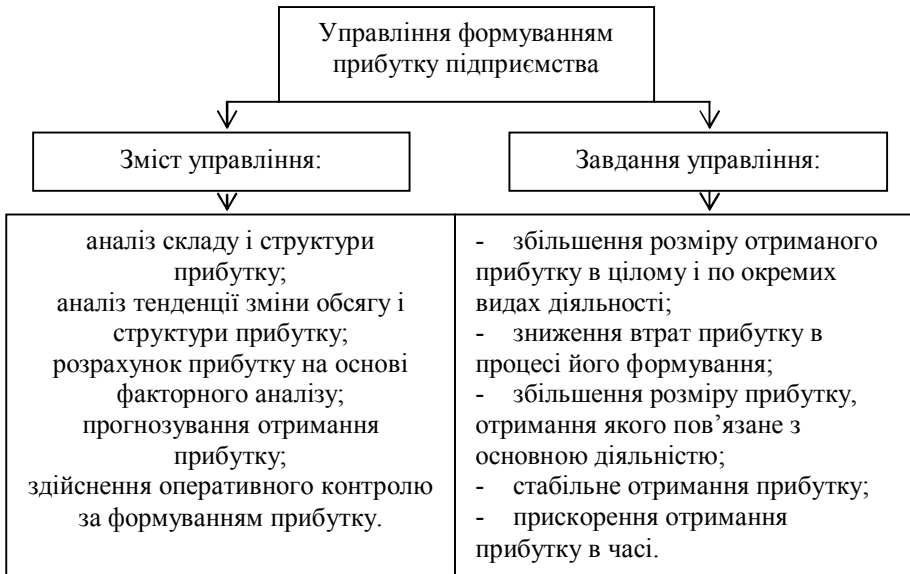 Управління формуванням
прибутку підприємства
Зміст управління:
Завдання управління:
аналіз складу і структури
прибутку;
аналіз тенденції зміни обсягу і
структури прибутку;
розрахунок прибутку на основі
факторного аналізу;
прогнозування отримання
прибутку;
здійснення оперативного контролю
за формуванням прибутку.
- збільшення розміру отриманого
прибутку в цілому і по окремих
видах діяльності;
- зниження втрат прибутку в
процесі його формування;
- збільшення розміру прибутку,
отримання якого пов’язане з
основною діяльністю;
- стабільне отримання прибутку;
- прискорення отримання
прибутку в часі.